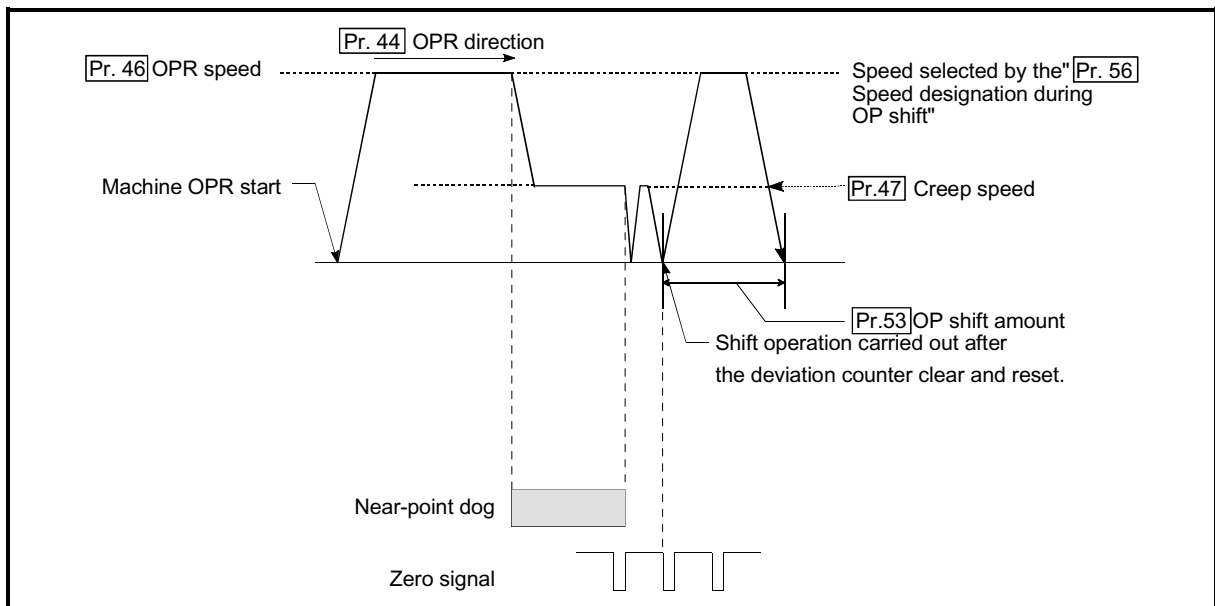 Pr. 44 OPR direction
Pr. 46 OPR speed
Speed selected by the" Pr. 56
Speed designation during
OP shift"
Machine OPR start
Pr.47 Creep speed
Pr.53 OP shift amount
Shift operation carried out after
the deviation counter clear and reset.
Near-point dog
Zero signal